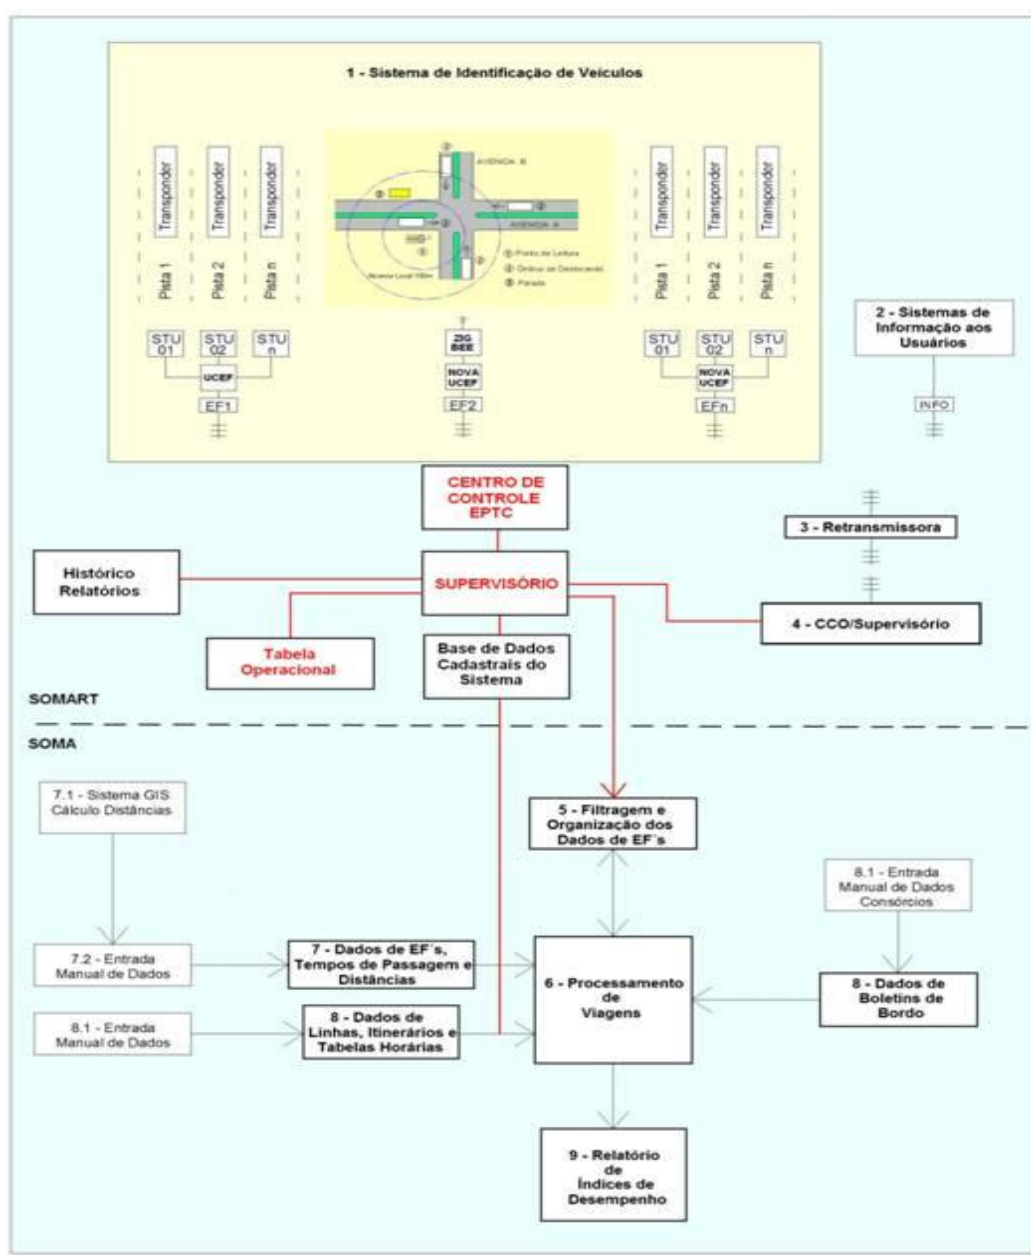 1 - Sistema de Identificação de Veículos
Transponder
Transponder
Transponder
Pista 1
Pista 2
Pista n
AVENIDA B
AVENIDA A
① Ponto de Leitura
② Ônibus se Deslocando
③ Parada
Transponder
Transponder
Transponder
Pista 1
Pista 2
Pista n
STU
01
STU
02
STU
n
UCEF
EF1
ZIG
BEE
NOVA
UCEF
EF2
STU
01
STU
02
STU
n
NOVA
UCEF
EFn
2 - Sistemas de
Informação aos
Usuários
INFO
CENTRO DE
CONTROLE
EPTC
3 - Retransmissora
Histórico
Relatórios
SUPERVISÓRIO
4 - CCO/Supervisório
Tabela
Operacional
Base de Dados
Cadastrais do
Sistema
SOMART
SOMA
7.1 - Sistema GIS
Cálculo Distâncias
5 - Filtragem e
Organização dos
Dados de EF´s
8.1 - Entrada
Manual de Dados
Consórcios
7.2 - Entrada
Manual de Dados
7 - Dados de EF´s,
Tempos de Passagem e
Distâncias
6 - Processamento
de
Viagens
8 - Dados de
Boletins de
Bordo
8.1 - Entrada
Manual de Dados
8 - Dados de
Linhas, Itinerários e
Tabelas Horárias
9 - Relatório
de
Índices de
Desempenho